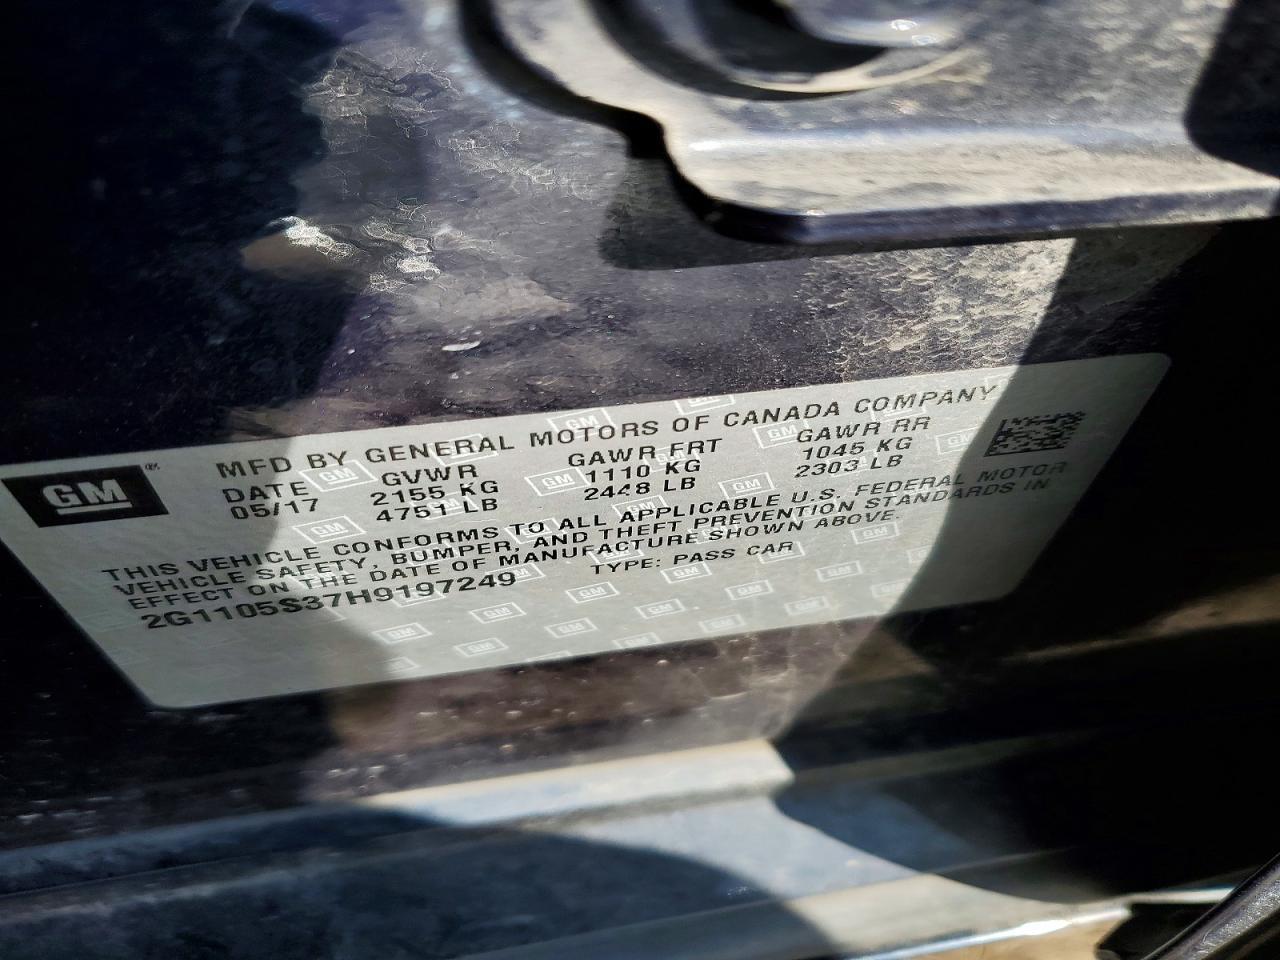 GM ®
MFD BY GENERAL MOTORS OF CANADA COMPANY
DATE GVWR GAWR FRT GAWR RR
05/17 2155 KG 1110 KG 1045 KG
4751 LB 2448 LB 2303 LB
THIS VEHICLE CONFORMS TO ALL APPLICABLE U.S. FEDERAL MOTOR
VEHICLE SAFETY, BUMPER, AND THEFT PREVENTION STANDARDS IN
EFFECT ON THE DATE OF MANUFACTURE SHOWN ABOVE.
2G1105S37H9197249 TYPE: PASS CAR